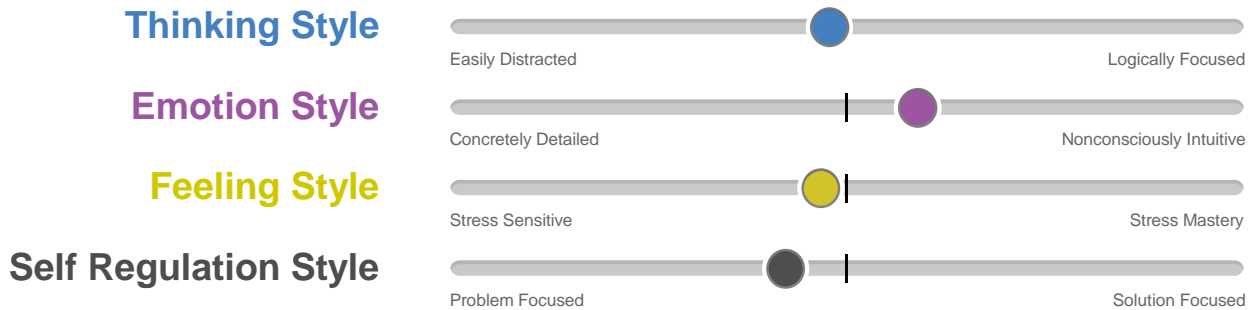 Thinking Style
Easily Distracted Logically Focused
Emotion Style
Concretely Detailed Nonconsciously Intuitive
Feeling Style
Stress Sensitive Stress Mastery
Self Regulation Style
Problem Focused Solution Focused